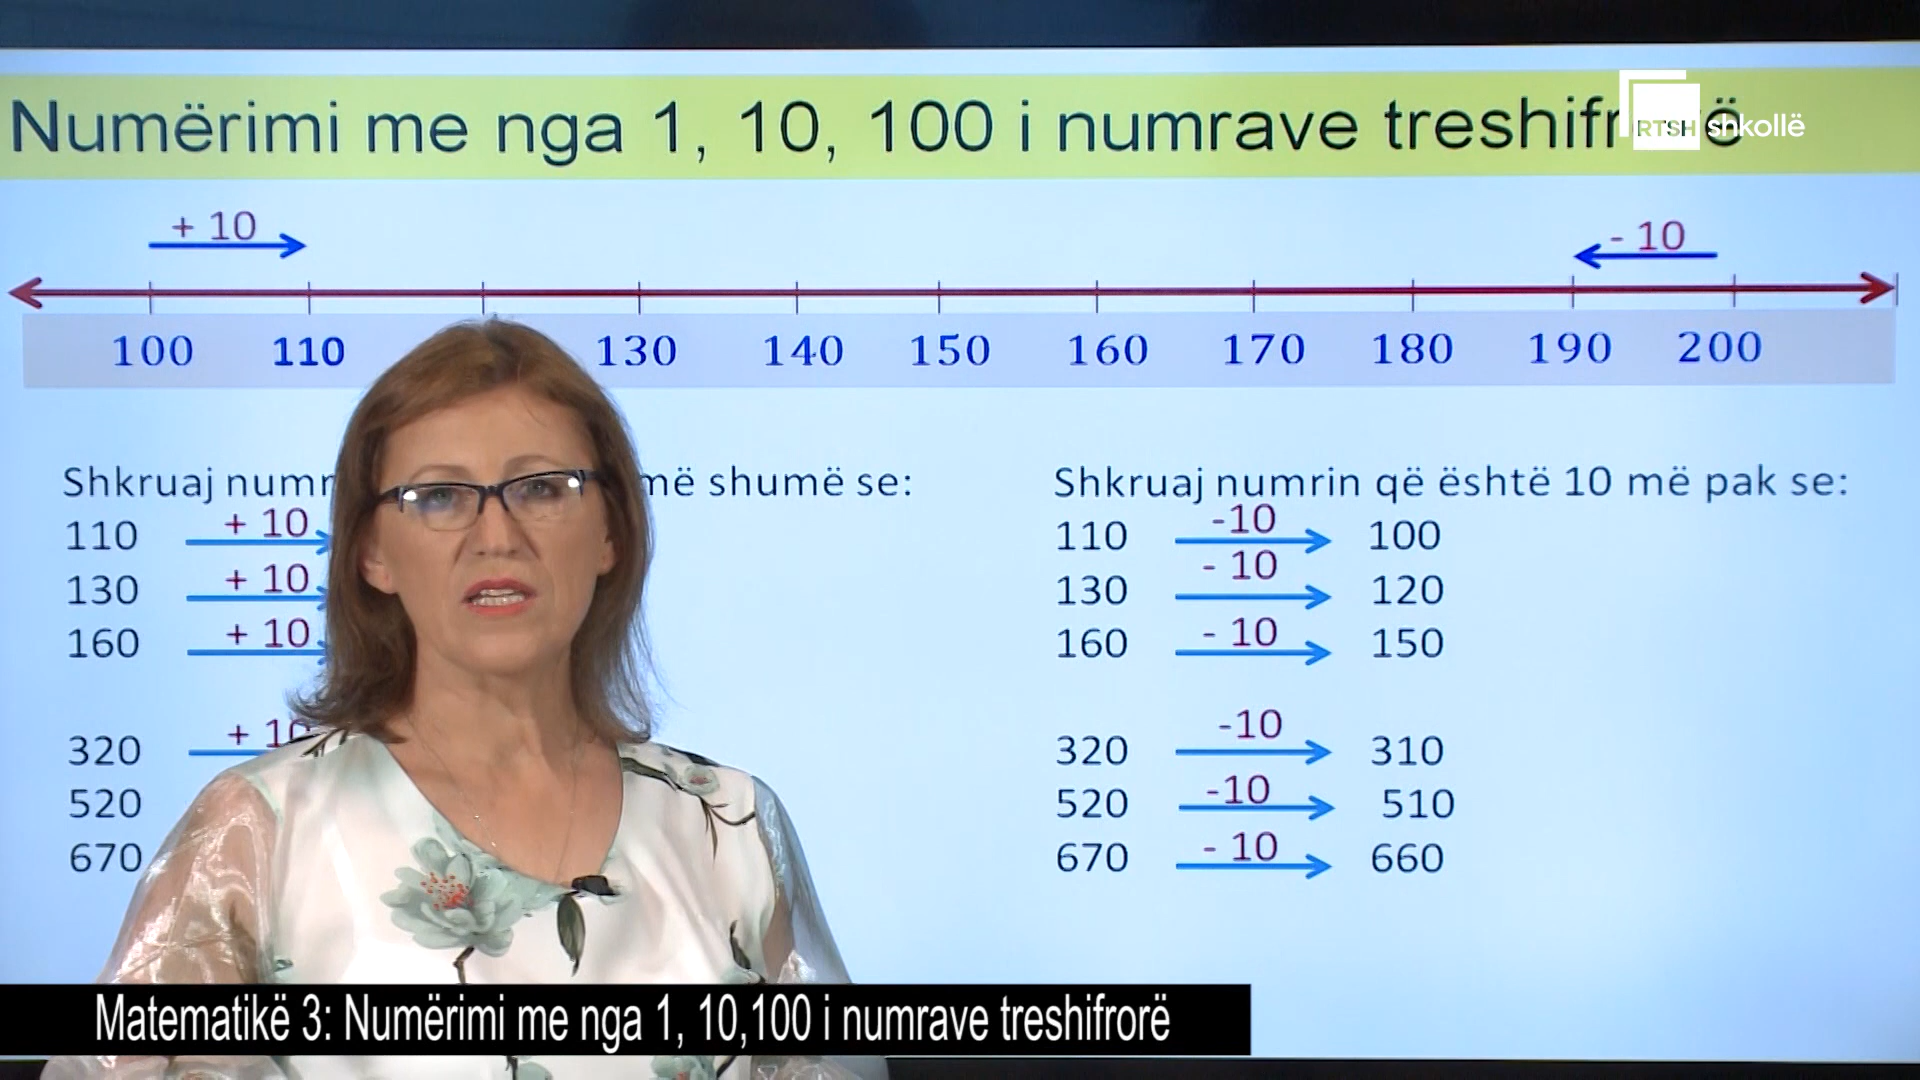 Numërimi me nga 1, 10, 100 i numrave
RTSH shkollë
+ 10
- 10
100 110 130 140 150 160 170 180 190 200
Shkruaj më shumë se:
110 + 10
130 + 10
160 + 10
320 + 10
520
670
Shkruaj numrin që është 10 më pak se:
110 -10 100
130 - 10 120
160 - 10 150
320 -10 310
520 -10 510
670 - 10 660
Matematikë 3: Numërimi me nga 1, 10,100 i numrave treshifrorë